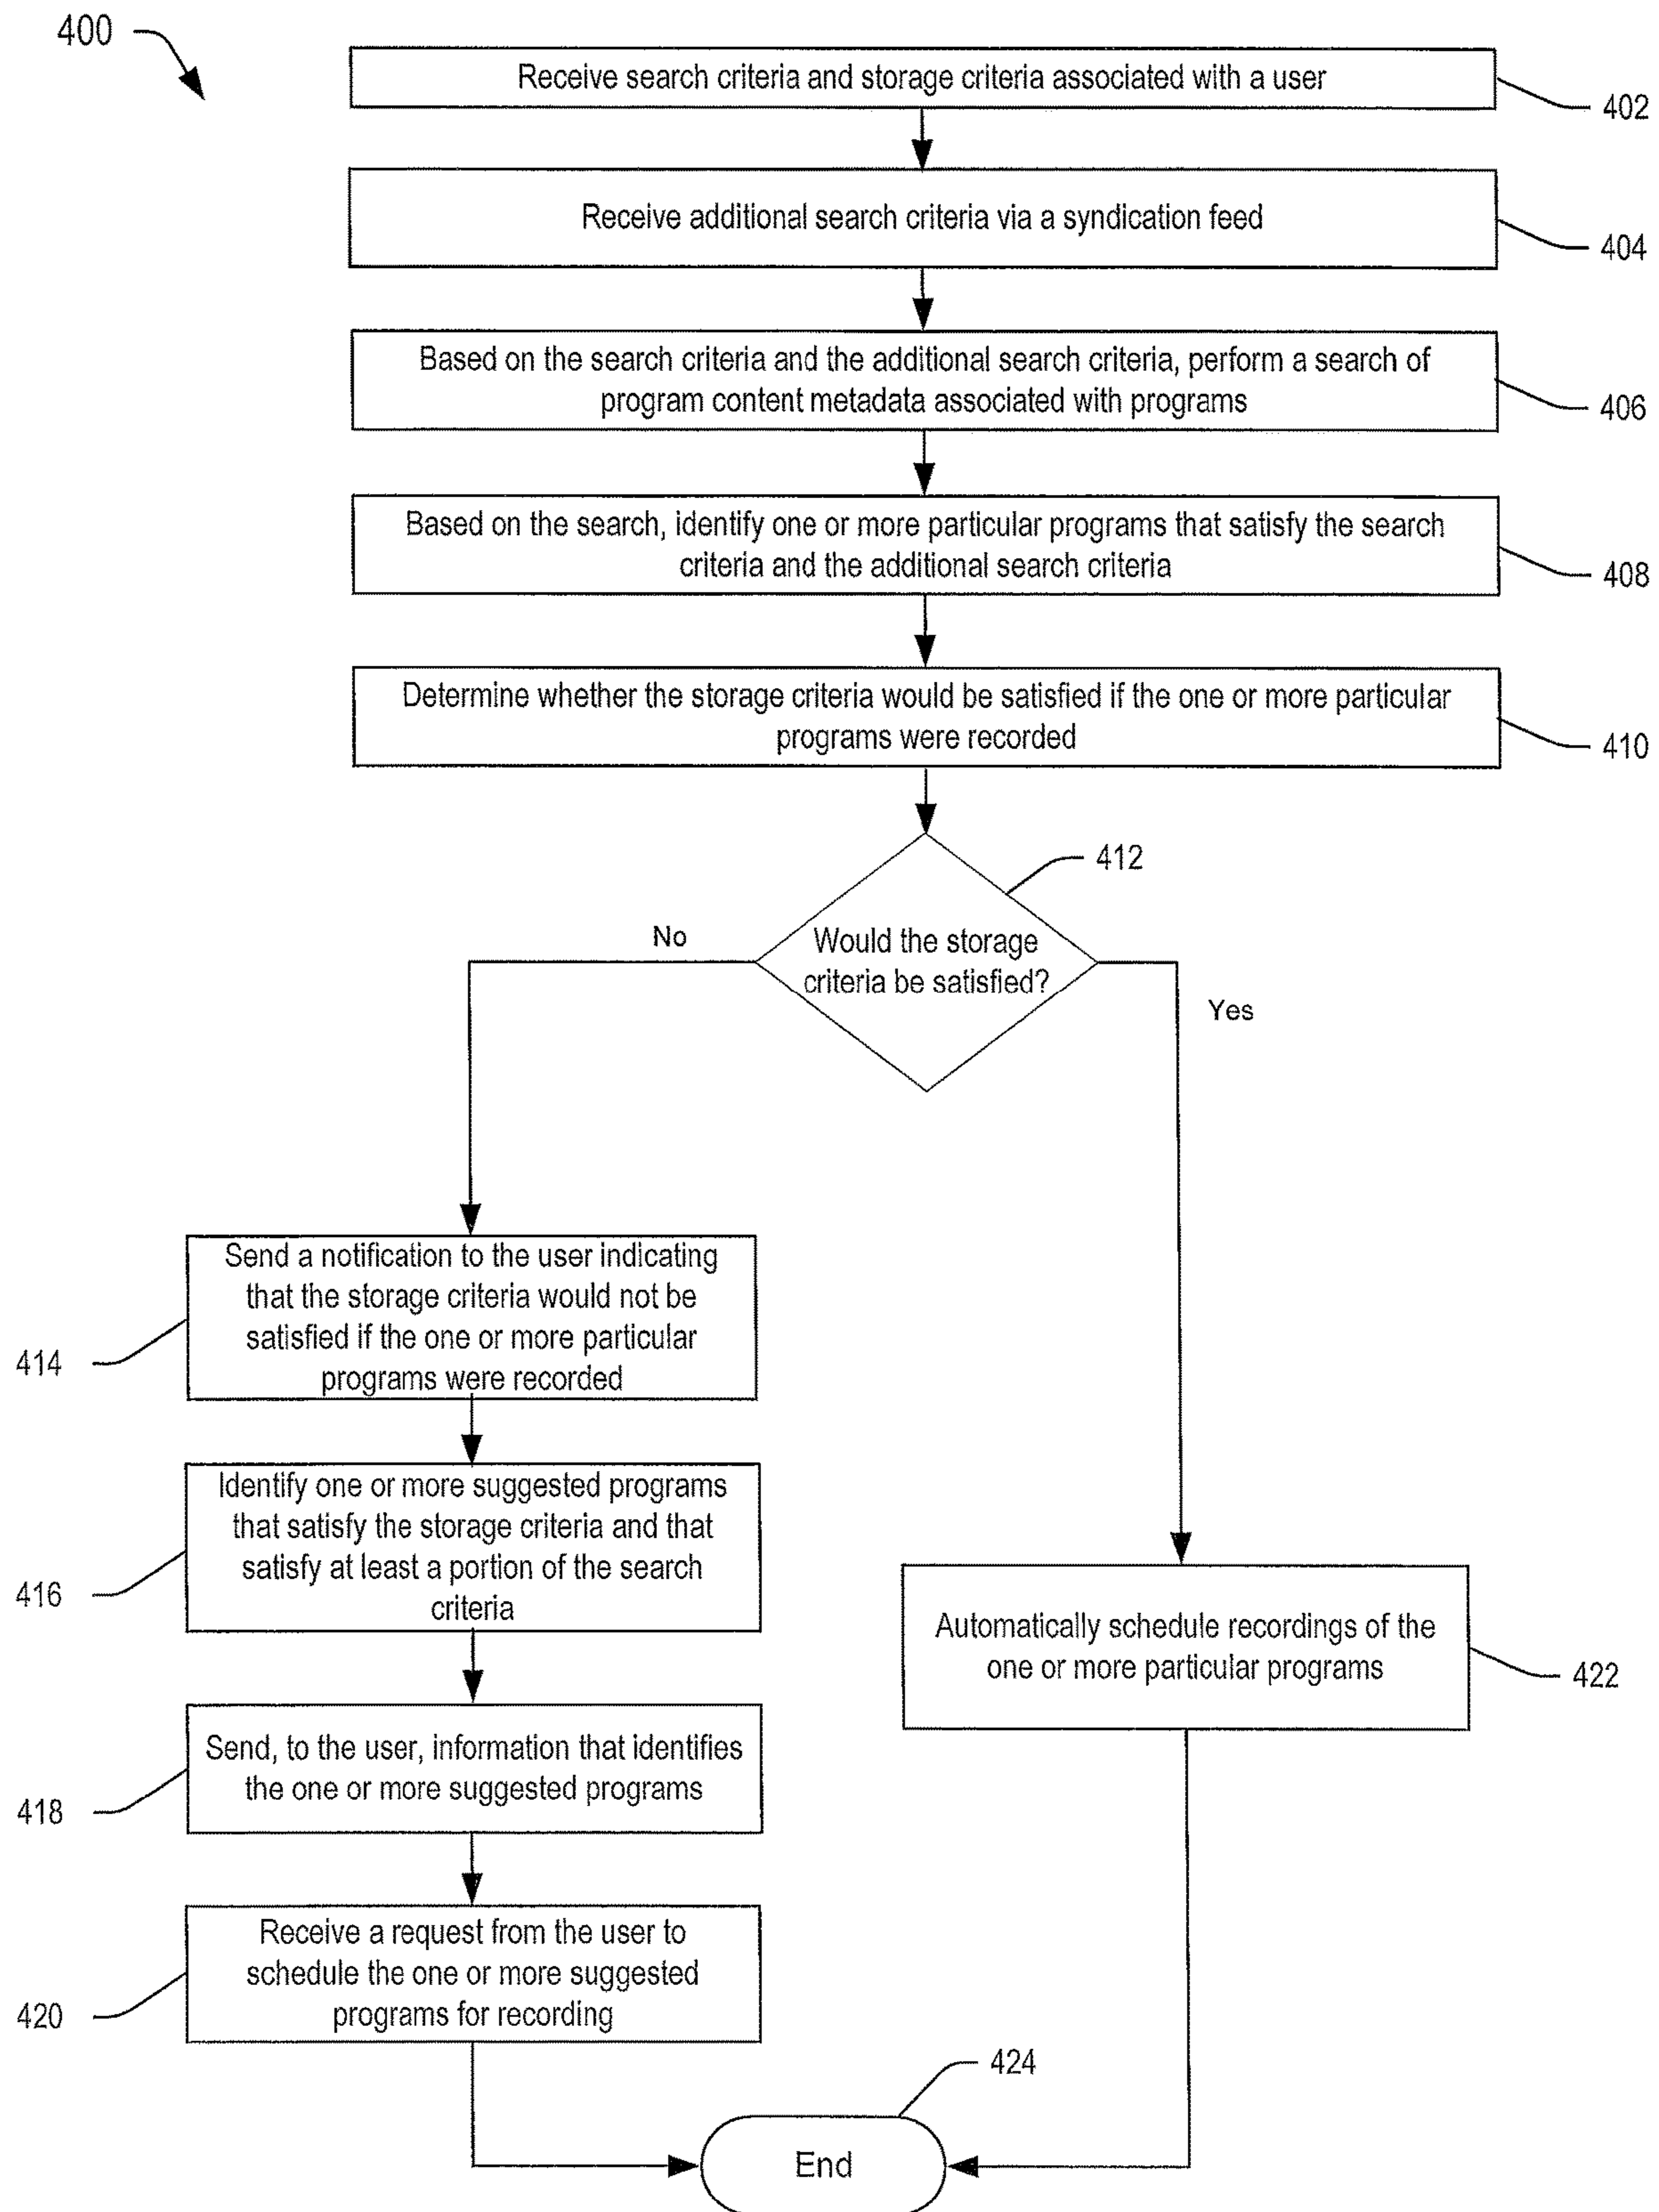 400
Receive search criteria and storage criteria associated with a user
402
Receive additional search criteria via a syndication feed
404
Based on the search criteria and the additional search criteria, perform a search of
program content metadata associated with programs
406
Based on the search, identify one or more particular programs that satisfy the search
criteria and the additional search criteria
408
Determine whether the storage criteria would be satisfied if the one or more particular
programs were recorded
410
412
Would the storage
criteria be satisfied?
No
Yes
Send a notification to the user indicating
that the storage criteria would not be
satisfied if the one or more particular
programs were recorded
414
Identify one or more suggested programs
that satisfy the storage criteria and that
satisfy at least a portion of the search
criteria
416
Automatically schedule recordings of the
one or more particular programs
422
Send, to the user, information that identifies
the one or more suggested programs
418
Receive a request from the user to
schedule the one or more suggested
programs for recording
420
424
End